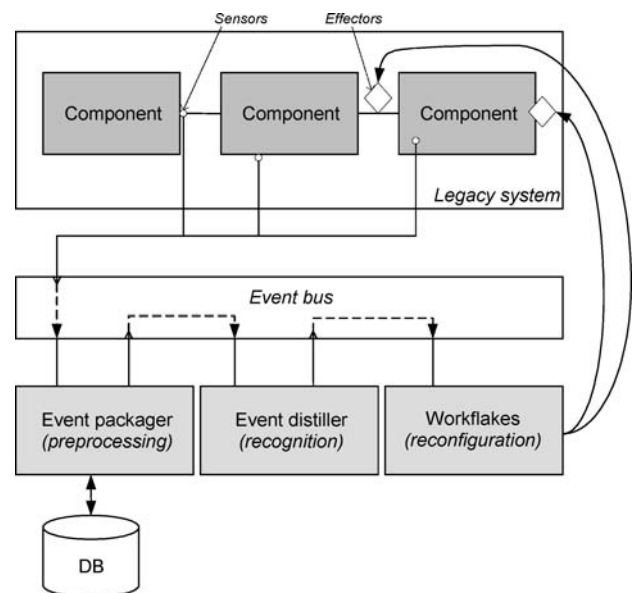 Sensors
Effectors
Component
Component
Component
Legacy system
Event bus
Event packager
(preprocessing)
Event distiller
(recognition)
Workflakes
(reconfiguration)
DB